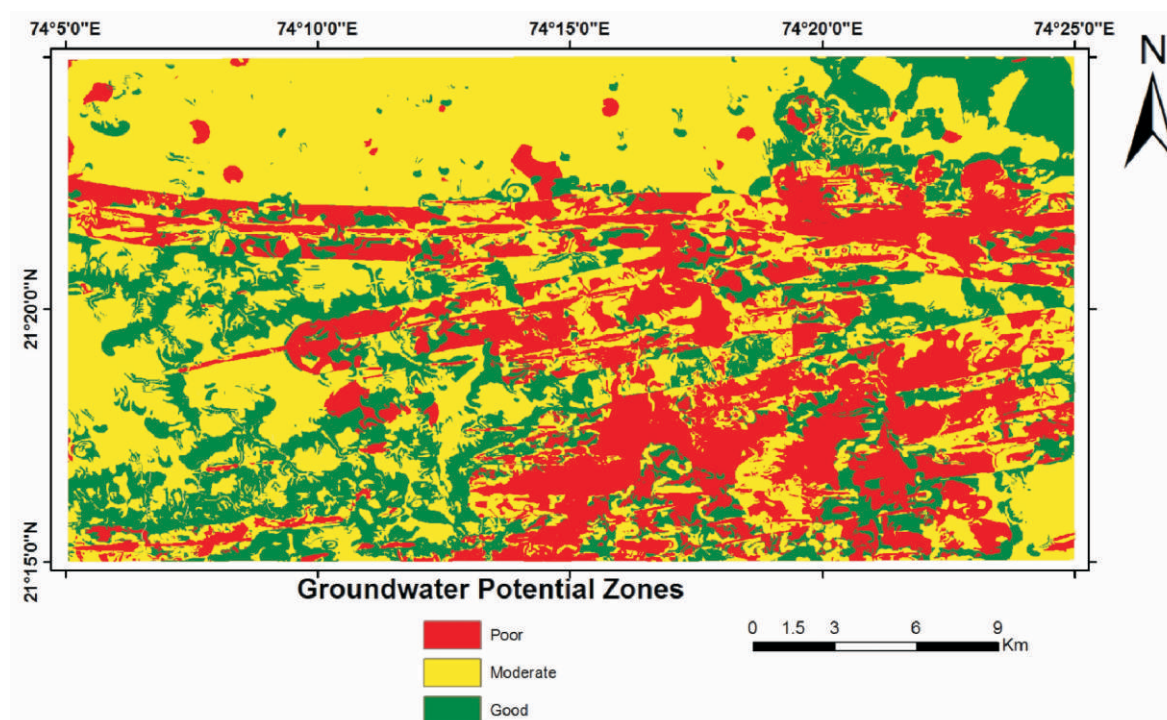 74°5'0"E 74°10'0"E 74°15'0"E 74°20'0"E 74°25'0"E
N
21°20'0"N
21°15'0"N
Groundwater Potential Zones
Poor
Moderate
Good
0 1.5 3 6 9
Km